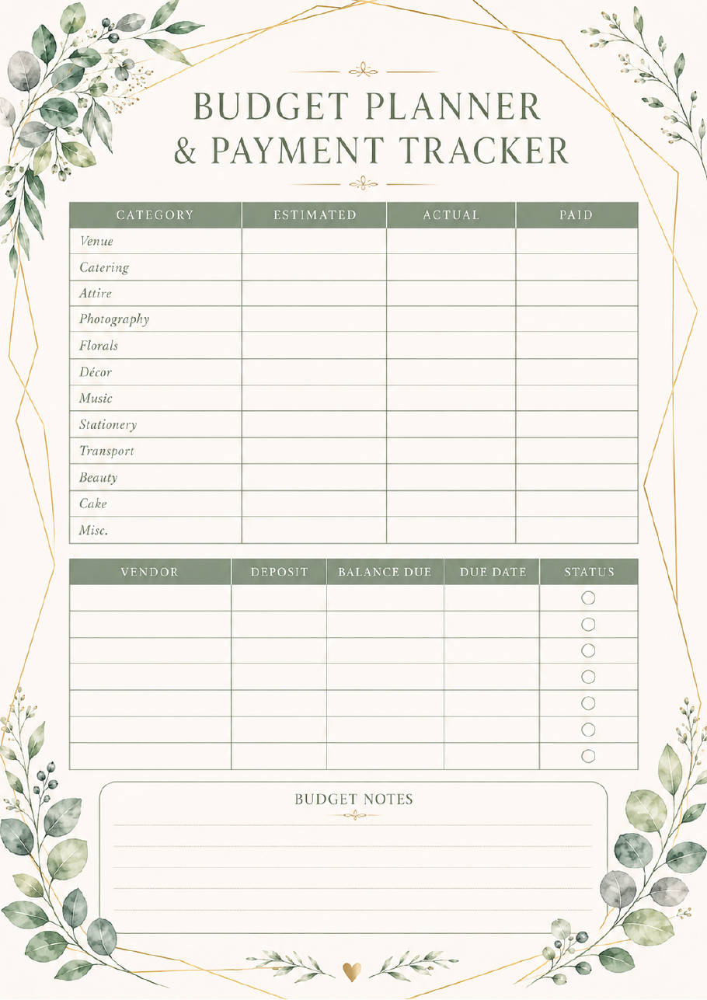 BUDGET PLANNER
& PAYMENT TRACKER
CATEGORY ESTIMATED ACTUAL PAID
Venue
Catering
Attire
Photography
Florals
Décor
Music
Stationery
Transport
Beauty
Cake
Misc.
VENDOR DEPOSIT BALANCE DUE DUE DATE STATUS
BUDGET NOTES